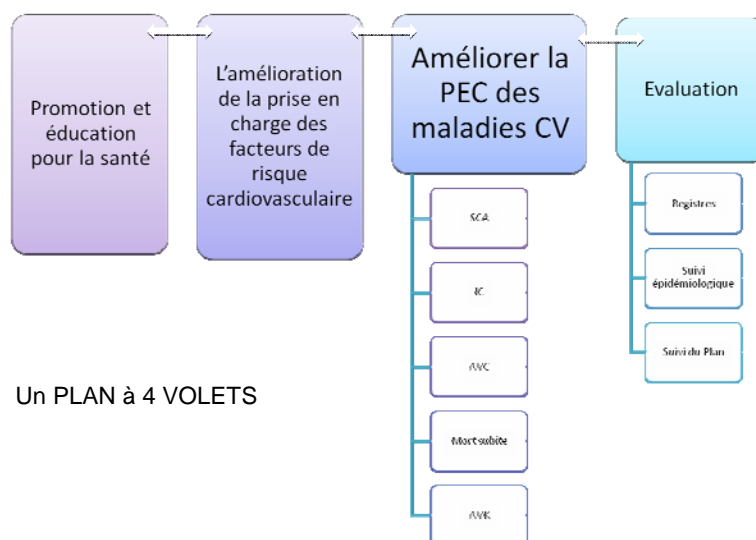 Promotion et
éducation
pour la santé
L'amélioration
de la prise en
charge des
facteurs de
risque
cardiovasculaire
Améliorer la
PEC des
maladies CV
SCA
IC
AVC
Mort subite
Evaluation
Registres
Suivi
épidémiologique
Suivi du Plan
Un PLAN à 4 VOLETS